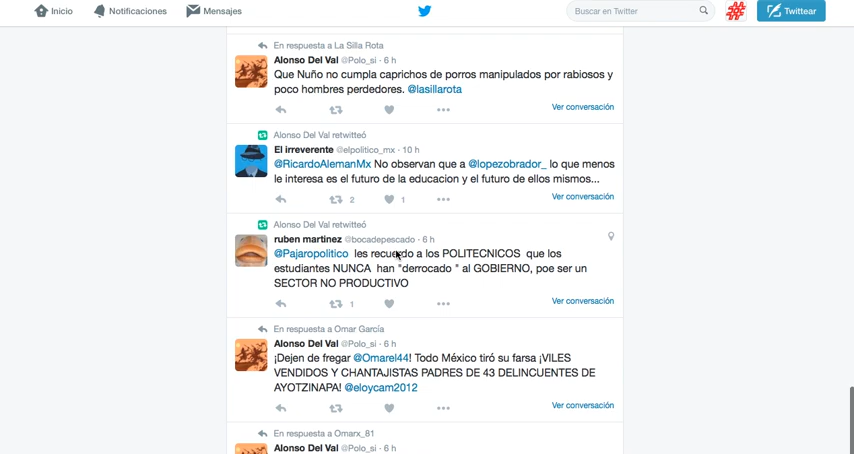 Inicio
Notificaciones
Mensajes
Buscar en Twitter
Twittear
En respuesta a La Silla Rota
Alonso Del Val @Polo_si · 6 h
Que Nuño no cumpla caprichos de porros manipulados por rabiosos y
poco hombres perdedores. @lasillarota
Ver conversación
Alonso Del Val retwitteó
El irreverente @elpolitico_mx · 10 h
@RicardoAlemanMx No observan que a @lopezobrador_ lo que menos
le interesa es el futuro de la educacion y el futuro de ellos mismos...
2
1
Ver conversación
Alonso Del Val retwitteó
ruben martinez @bocadepescado · 6 h
@Pajaropolitico les recuerdo a los POLITECNICOS que los
estudiantes NUNCA han "derrocado " al GOBIERNO, poe ser un
SECTOR NO PRODUCTIVO
1
Ver conversación
En respuesta a Omar García
Alonso Del Val @Polo_si · 6 h
¡Dejen de fregar @Omarel44! Todo México tiró su farsa ¡VILES
VENDIDOS Y CHANTAJISTAS PADRES DE 43 DELINCUENTES DE
AYOTZINAPA! @eloycam2012
Ver conversación
En respuesta a Omarx_81
Alonso Del Val @Polo_si · 6 h